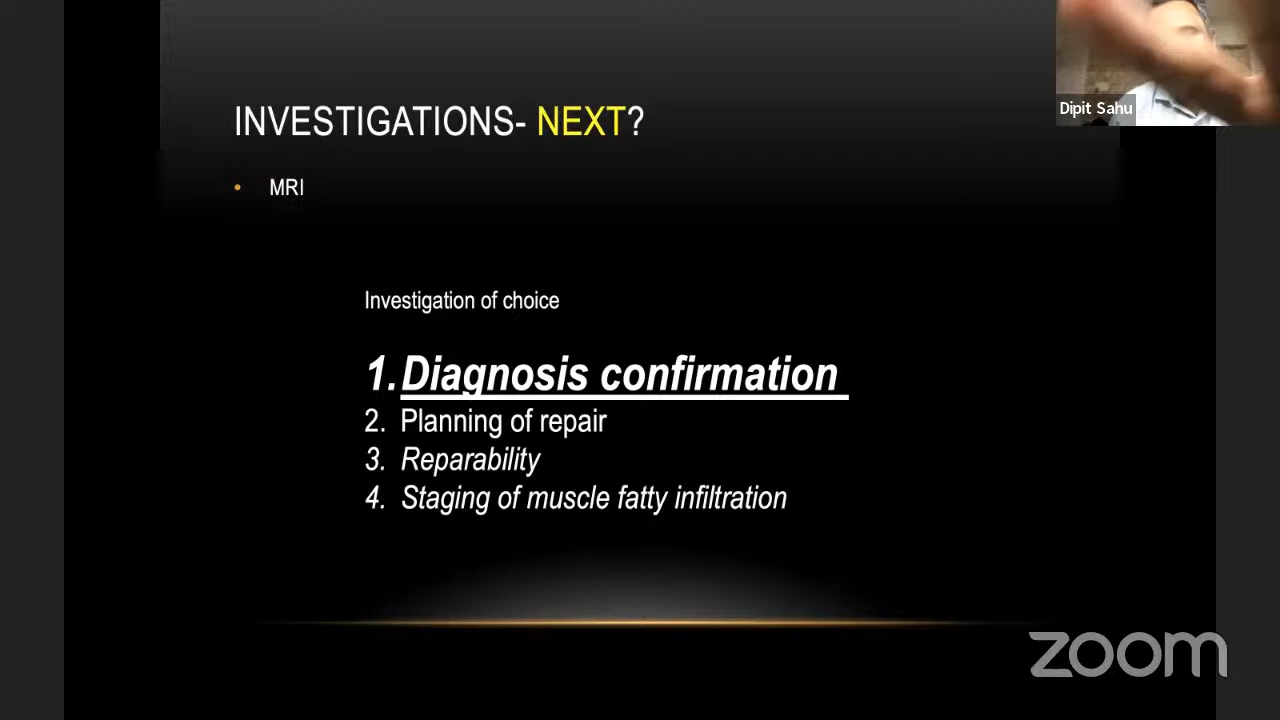 INVESTIGATIONS- NEXT?
• MRI
Investigation of choice
1. Diagnosis confirmation
2. Planning of repair
3. Reparability
4. Staging of muscle fatty infiltration
Dipit Sahu
zoom